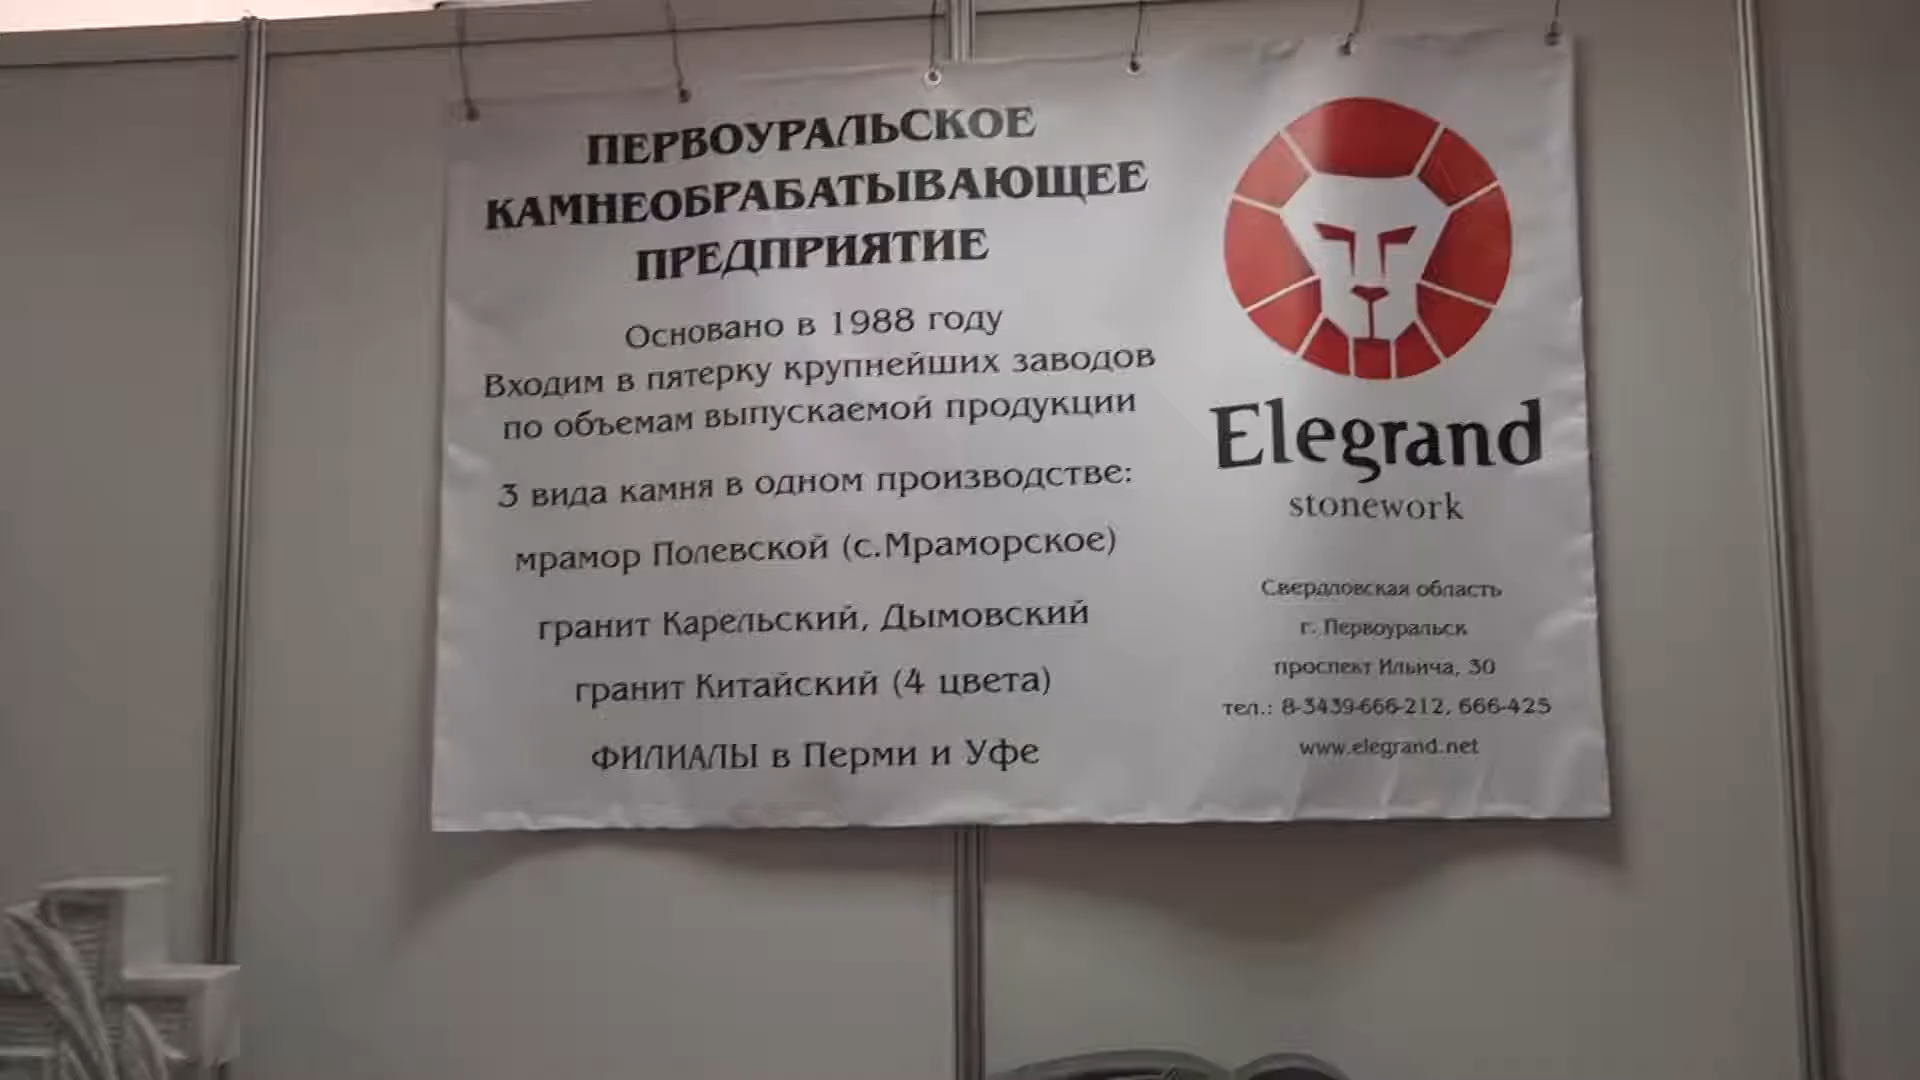 ПЕРВОУРАЛЬСКОЕ
КАМНЕОБРАБАТЫВАЮЩЕЕ
ПРЕДПРИЯТИЕ
Основано в 1988 году
Входим в пятерку крупнейших заводов
по объемам выпускаемой продукции
3 вида камня в одном производстве:
мрамор Полевской (с.Мраморское)
гранит Карельский, Дымовский
гранит Китайский (4 цвета)
ФИЛИАЛЫ в Перми и Уфе
Elegrand
stonework
Свердловская область
г. Первоуральск
проспект Ильича, 30
тел.: 8-3439-666-212, 666-425
www.elegrand.net